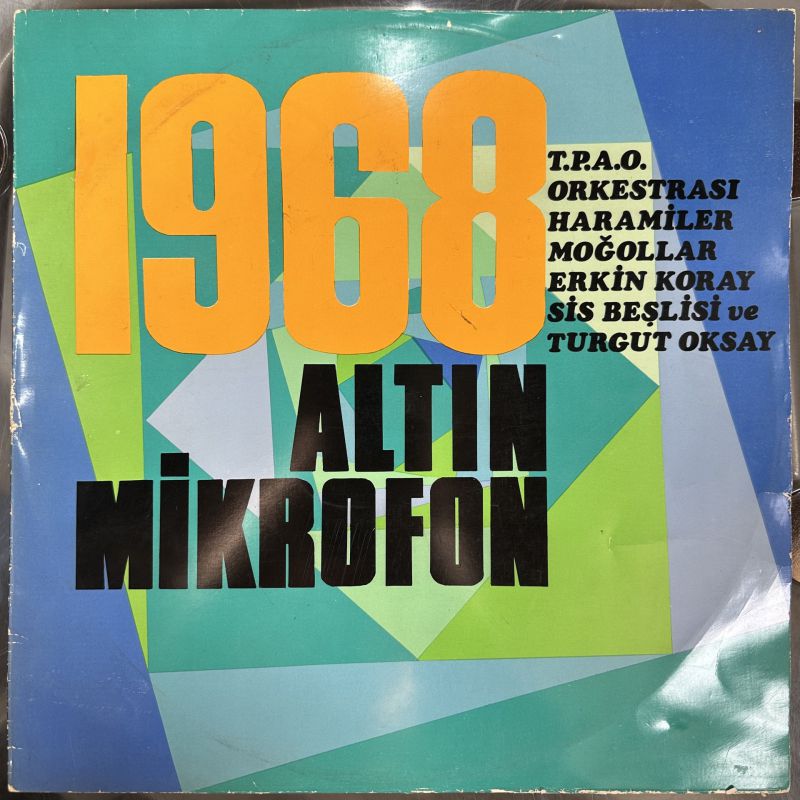 1968
ALTIN
MİKROFON
T.P.A.O.
ORKESTRASI
HARAMİLER
MOĞOLLAR
ERKİN KORAY
SİS BEŞLİSİ ve
TURGUT OKSAY